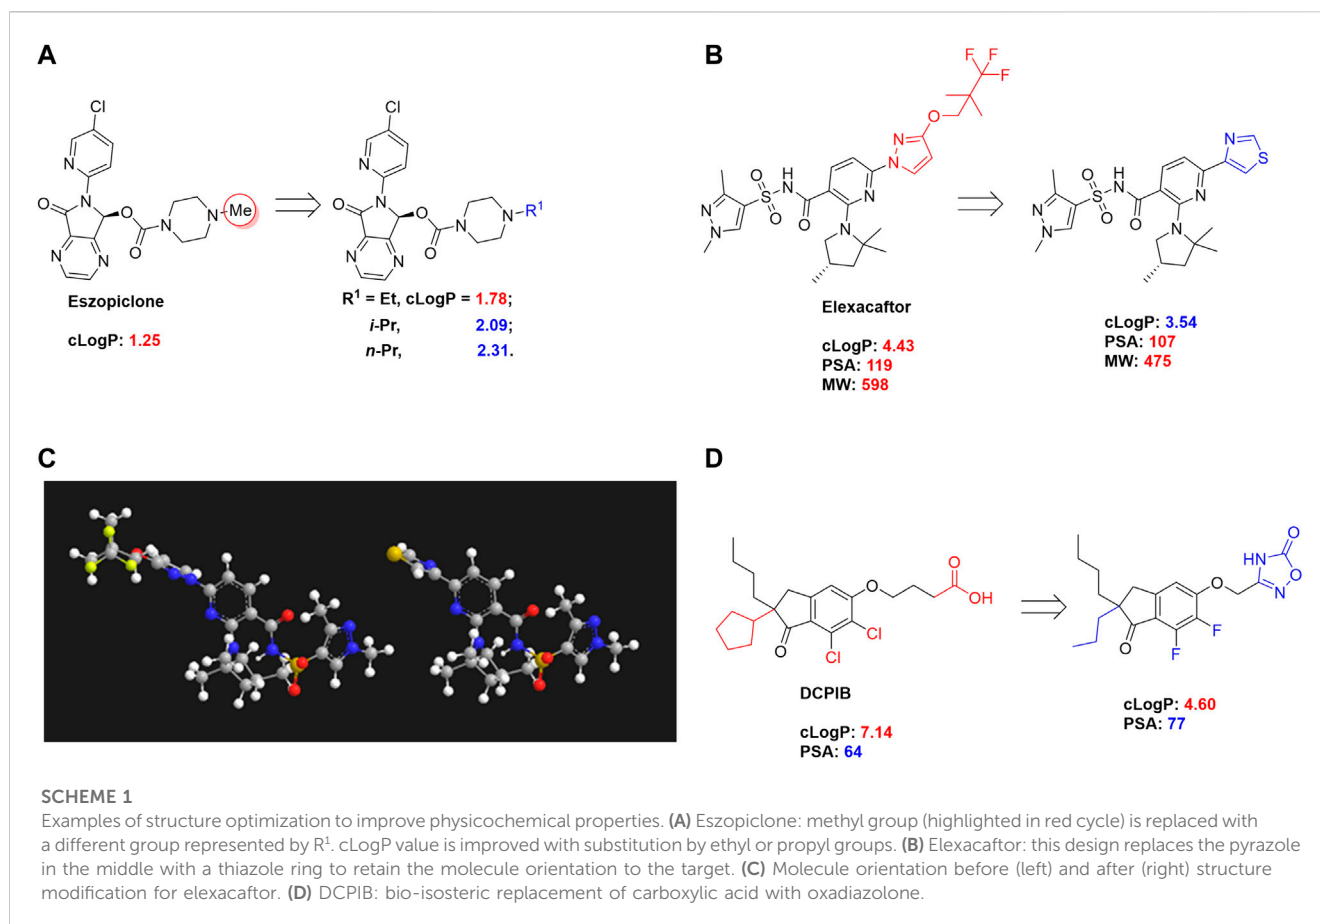 A
Cl
N
N
O
O
N
N
O
N
N
Me
Eszopiclone
cLogP: 1.25
Cl
N
N
O
O
N
N
O
N
N
R¹
R¹ = Et, cLogP = 1.78;
i-Pr, 2.09;
n-Pr, 2.31.
B
F
F
F
O
N
N
O
O
S
NH
O
N
N
N
N
Elexacaftor
cLogP: 4.43
PSA: 119
MW: 598
N
S
O
O
S
NH
O
N
N
N
N
cLogP: 3.54
PSA: 107
MW: 475
C
D
O
O
OH
Cl
Cl
O
DCPIB
cLogP: 7.14
PSA: 64
O
HN
O
N
O
F
F
O
cLogP: 4.60
PSA: 77
SCHEME 1
Examples of structure optimization to improve physicochemical properties. (A) Eszopiclone: methyl group (highlighted in red cycle) is replaced with
a different group represented by R¹. cLogP value is improved with substitution by ethyl or propyl groups. (B) Elexacaftor: this design replaces the pyrazole
in the middle with a thiazole ring to retain the molecule orientation to the target. (C) Molecule orientation before (left) and after (right) structure
modification for elexacaftor. (D) DCPIB: bio-isosteric replacement of carboxylic acid with oxadiazolone.